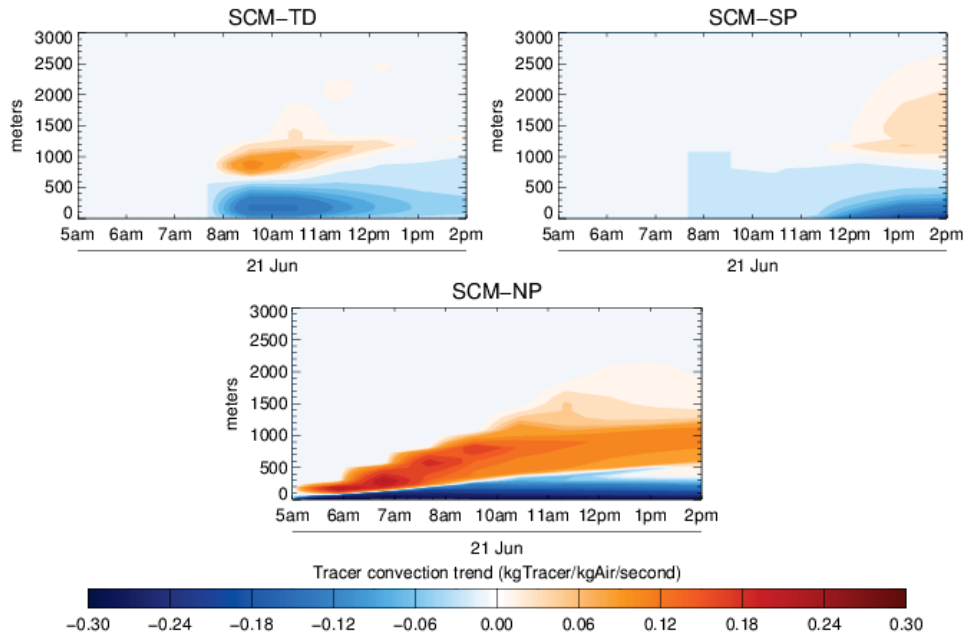 SCM−TD
3000
2500
2000
1500
1000
500
0
meters
5am 6am 7am 8am 10am 11am 12pm 1pm 2pm
21 Jun
SCM−SP
3000
2500
2000
1500
1000
500
0
meters
5am 6am 7am 8am 10am 11am 12pm 1pm 2pm
21 Jun
SCM−NP
3000
2500
2000
1500
1000
500
0
meters
5am 6am 7am 8am 10am 11am 12pm 2pm
21 Jun
Tracer convection trend (kgTracer/kgAir/second)
−0.30 −0.24 −0.18 −0.12 −0.06 0.00 0.06 0.12 0.18 0.24 0.30